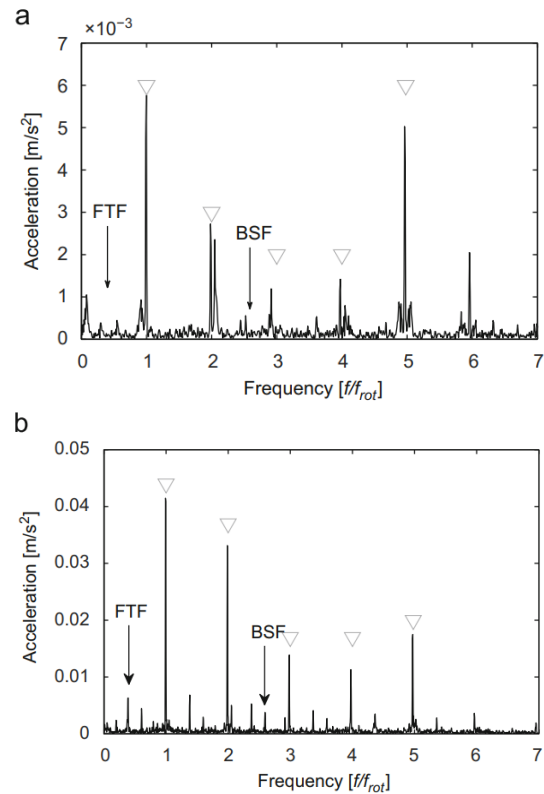 a
×10⁻³
7
6
5
4
3
2
1
0
Acceleration [m/s²]
FTF
BSF
0 1 2 3 4 5 6 7
Frequency [f/f_rot]
b
0.05
0.04
0.03
0.02
0.01
0
Acceleration [m/s²]
FTF
BSF
0 1 2 3 4 5 6 7
Frequency [f/f_rot]